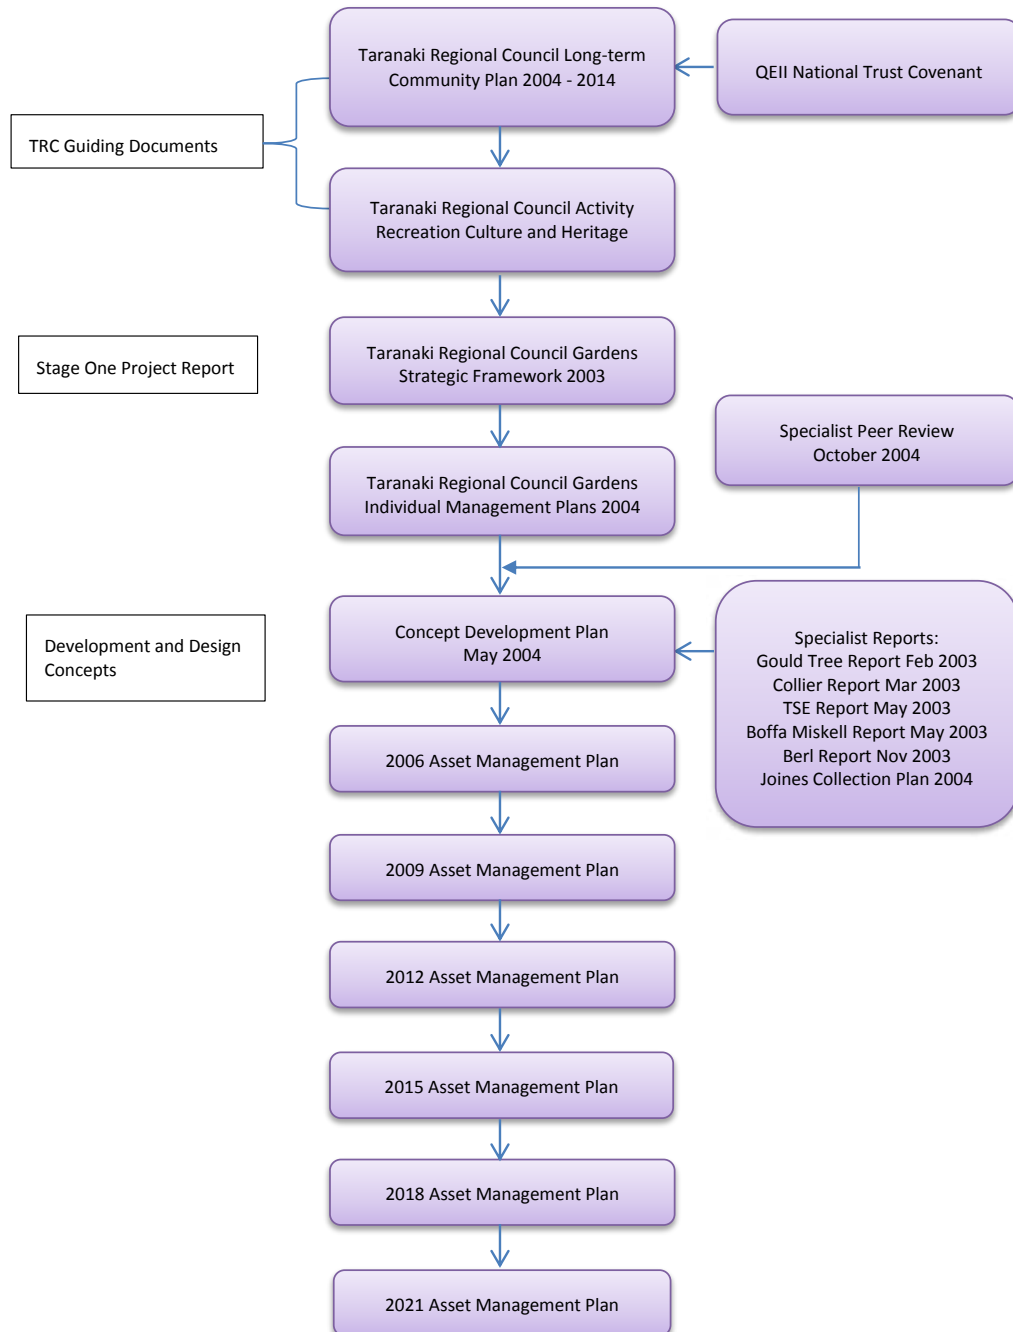 Taranaki Regional Council Long-term
Community Plan 2004 - 2014
QEII National Trust Covenant
TRC Guiding Documents
Taranaki Regional Council Activity
Recreation Culture and Heritage
Stage One Project Report
Taranaki Regional Council Gardens
Strategic Framework 2003
Specialist Peer Review
October 2004
Taranaki Regional Council Gardens
Individual Management Plans 2004
Development and Design
Concepts
Concept Development Plan
May 2004
Specialist Reports:
Gould Tree Report Feb 2003
Collier Report Mar 2003
TSE Report May 2003
Boffa Miskell Report May 2003
Berl Report Nov 2003
Joines Collection Plan 2004
2006 Asset Management Plan
2009 Asset Management Plan
2012 Asset Management Plan
2015 Asset Management Plan
2018 Asset Management Plan
2021 Asset Management Plan